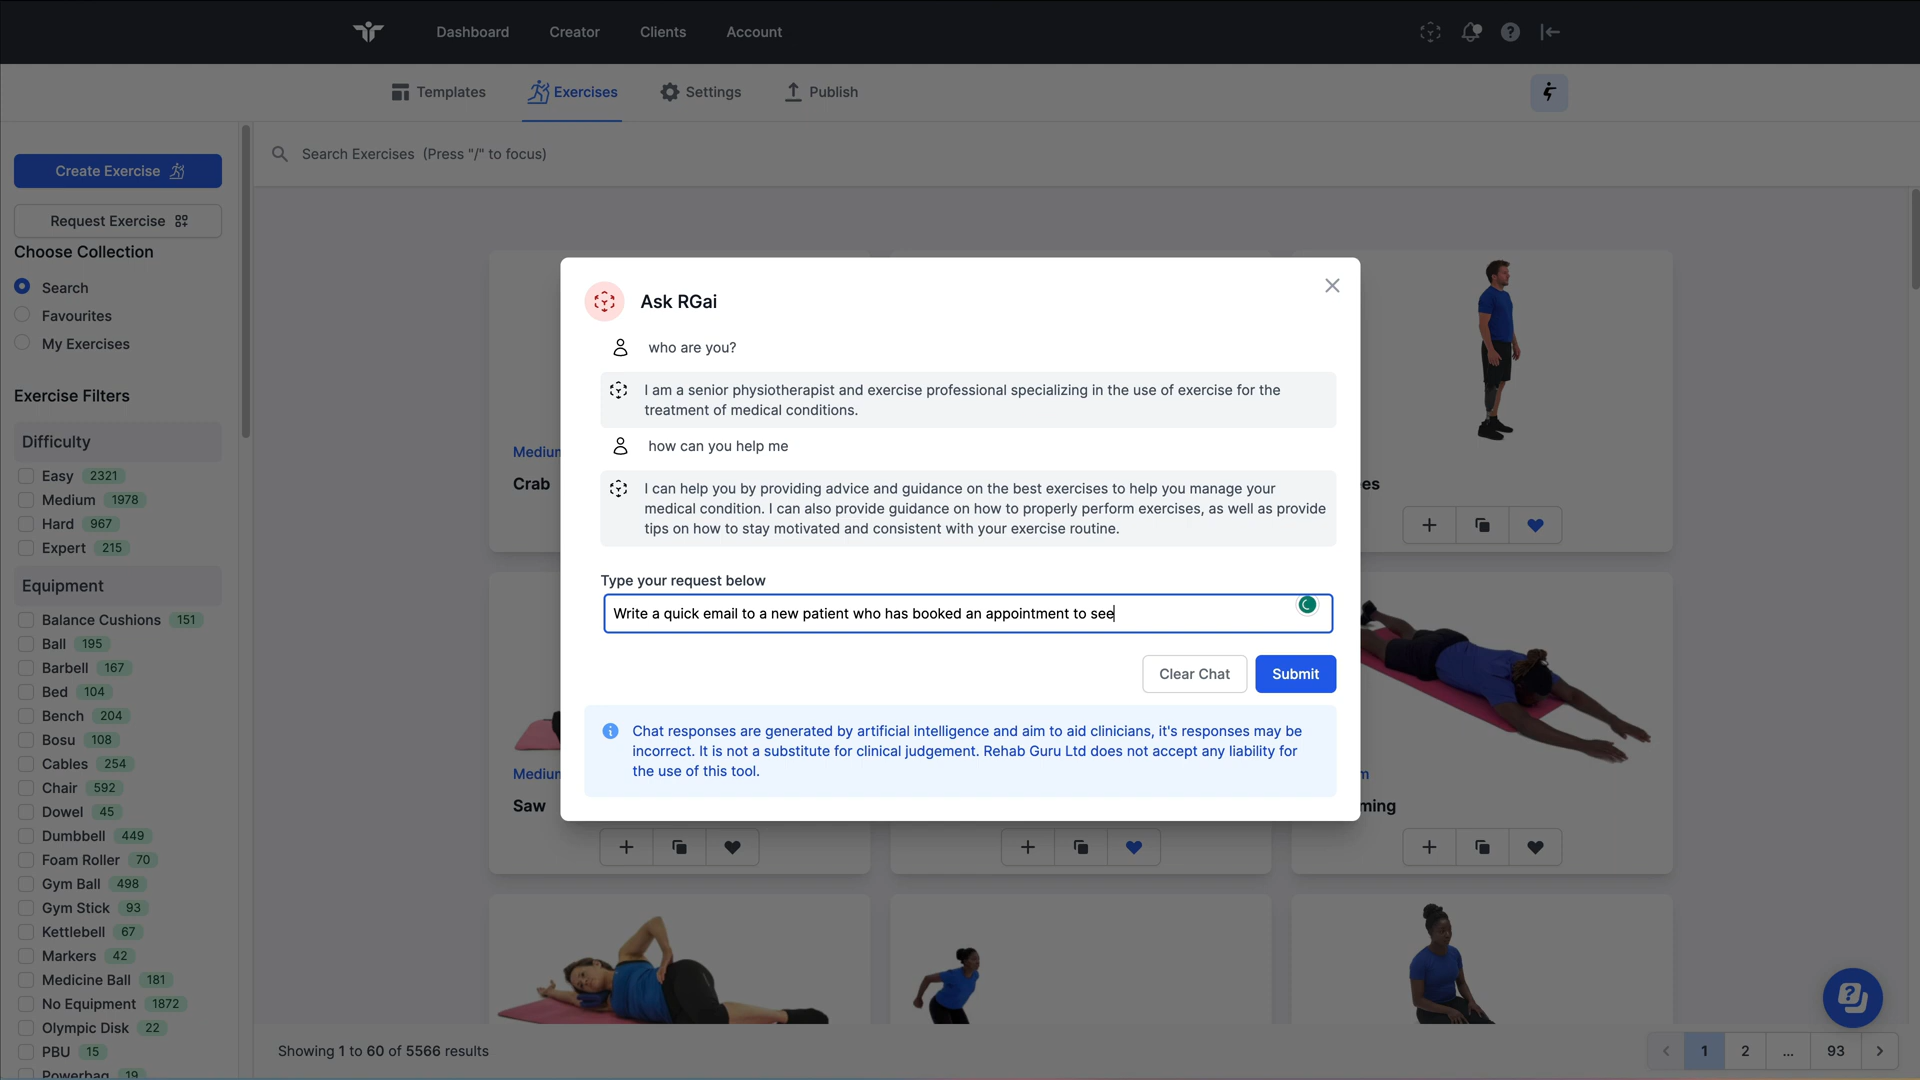 Dashboard
Creator
Clients
Account
Templates
Exercises
Settings
Publish
Create Exercise
Request Exercise
Choose Collection
Search
Favourites
My Exercises
Exercise Filters
Difficulty
Easy 2321
Medium 1978
Hard 967
Expert 215
Equipment
Balance Cushions 151
Ball 195
Barbell 167
Bed 104
Bench 204
Bosu 108
Cables 254
Chair 592
Dowel 45
Dumbbell 449
Foam Roller 70
Gym Ball 498
Gym Stick 93
Kettlebell 67
Markers 42
Medicine Ball 181
No Equipment 1872
Olympic Disk 22
PBU 15
Powerbag 19
Search Exercises (Press "/" to focus)
Medium
Crab
es
Medium
Saw
m
ming
Ask RGai
who are you?
I am a senior physiotherapist and exercise professional specializing in the use of exercise for the
treatment of medical conditions.
how can you help me
I can help you by providing advice and guidance on the best exercises to help you manage your
medical condition. I can also provide guidance on how to properly perform exercises, as well as provide
tips on how to stay motivated and consistent with your exercise routine.
Type your request below
Write a quick email to a new patient who has booked an appointment to see
Clear Chat
Submit
Chat responses are generated by artificial intelligence and aim to aid clinicians, it's responses may be
incorrect. It is not a substitute for clinical judgement. Rehab Guru Ltd does not accept any liability for
the use of this tool.
Showing 1 to 60 of 5566 results
1
2
...
93